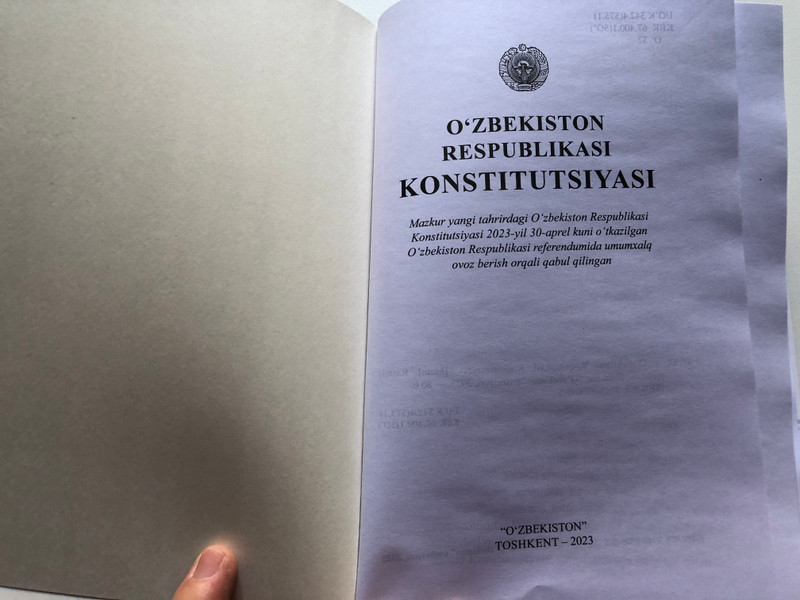 O‘ZBEKISTON
RESPUBLIKASI
KONSTITUTSIYASI
Mazkur yangi tahrirdagi O‘zbekiston Respublikasi
Konstitutsiyasi 2023-yil 30-aprel kuni o‘tkazilgan
O‘zbekiston Respublikasi referendumida umumxalq
ovoz berish orqali qabul qilingan
“O‘ZBEKISTON”
TOSHKENT – 2023